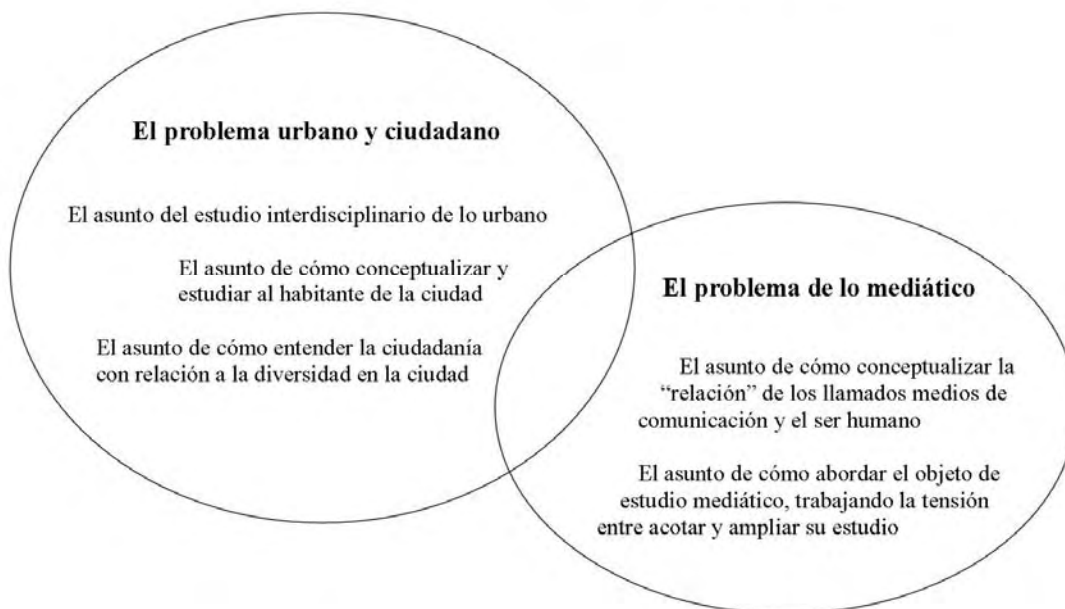 El problema urbano y ciudadano
El asunto del estudio interdisciplinario de lo urbano
El asunto de cómo conceptualizar y
estudiar al habitante de la ciudad
El asunto de cómo entender la ciudadanía
con relación a la diversidad en la ciudad
El problema de lo mediático
El asunto de cómo conceptualizar la
“relación” de los llamados medios de
comunicación y el ser humano
El asunto de cómo abordar el objeto de
estudio mediático, trabajando la tensión
entre acotar y ampliar su estudio